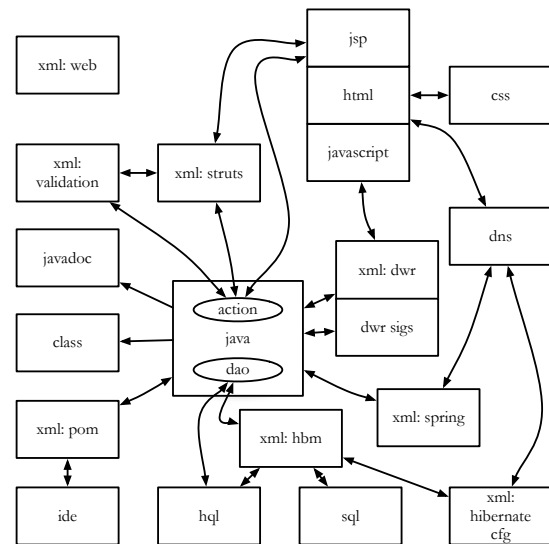 jsp
xml: web
html
css
javascript
xml:
validation
xml: struts
dns
javadoc
xml: dwr
action
class
java
dwr sigs
dao
xml: pom
xml: spring
xml: hbm
ide
hql
sql
xml:
hibernate
cfg